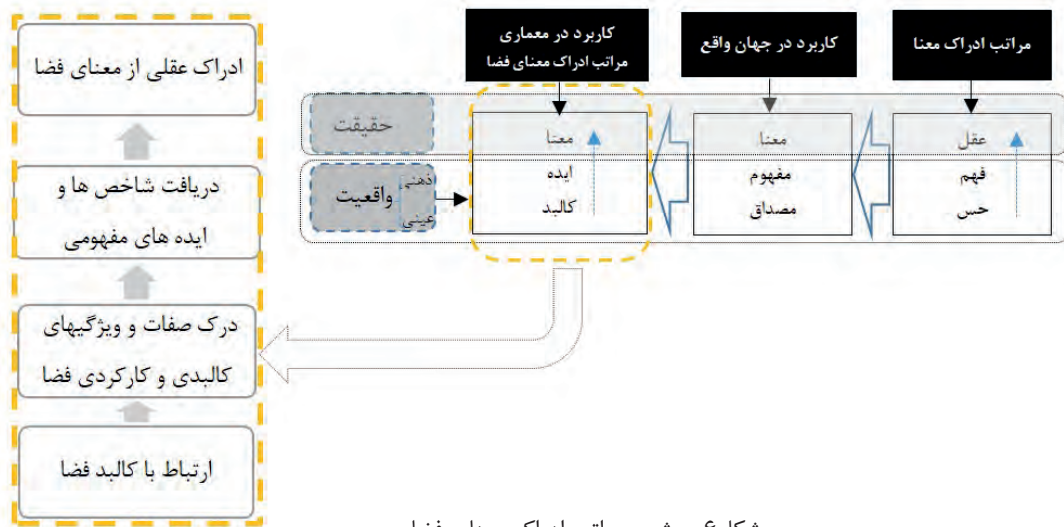 مراتب ادراک معنا
کاربرد در جهان واقع
کاربرد در معماری
مراتب ادراک معنای فضا
حقیقت
واقعیت
ذهنی
عینی
عقل
فهم
حس
معنا
مفهوم
مصداق
معنا
ایده
کالبد
ادراک عقلی از معنای فضا
دریافت شاخص ها و
ایده های مفهومی
درک صفات و ویژگیهای
کالبدی و کارکردی فضا
ارتباط با کالبد فضا